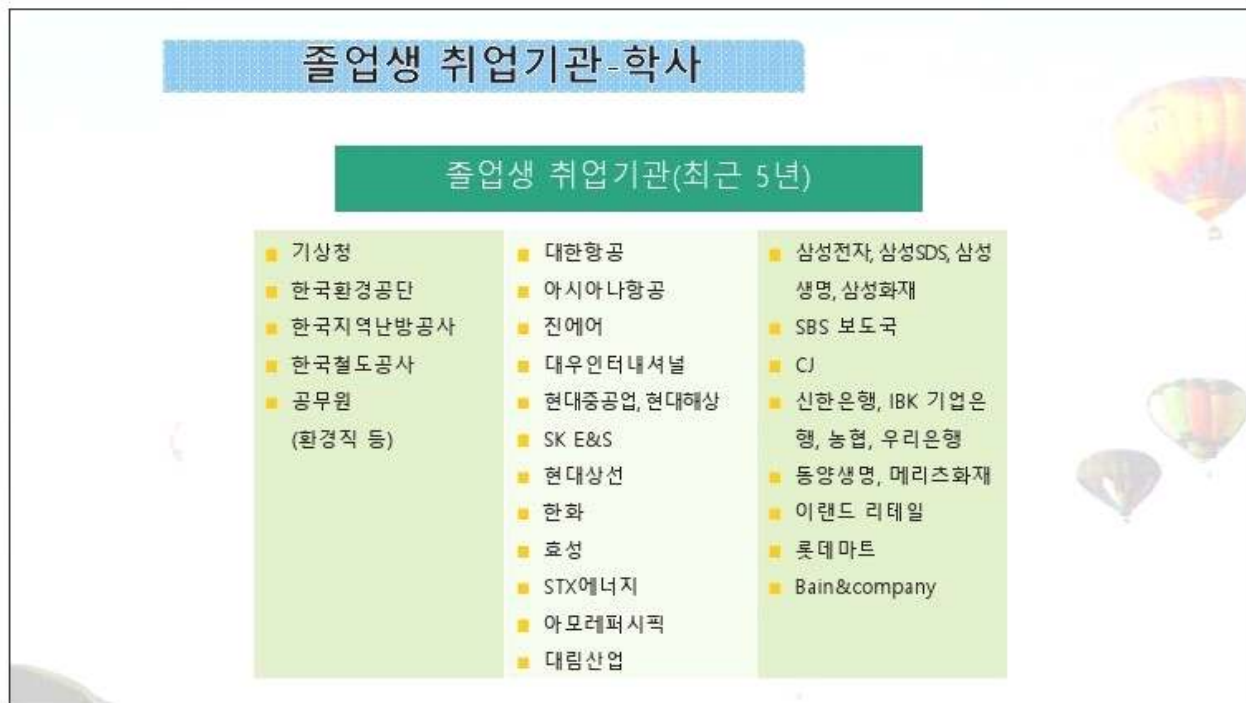 졸업생 취업기관-학사
졸업생 취업기관(최근 5년)
기상청
한국환경공단
한국지역난방공사
한국철도공사
공무원
(환경직 등)
대한항공
아시아나항공
진에어
대우인터내셔널
현대중공업, 현대해상
SK E&S
현대상선
한화
효성
STX에너지
아모레퍼시픽
대림산업
삼성전자, 삼성SDS, 삼성
생명, 삼성화재
SBS 보도국
CJ
신한은행, IBK 기업은
행, 농협, 우리은행
동양생명, 메리츠화재
이랜드 리테일
롯데마트
Bain&company